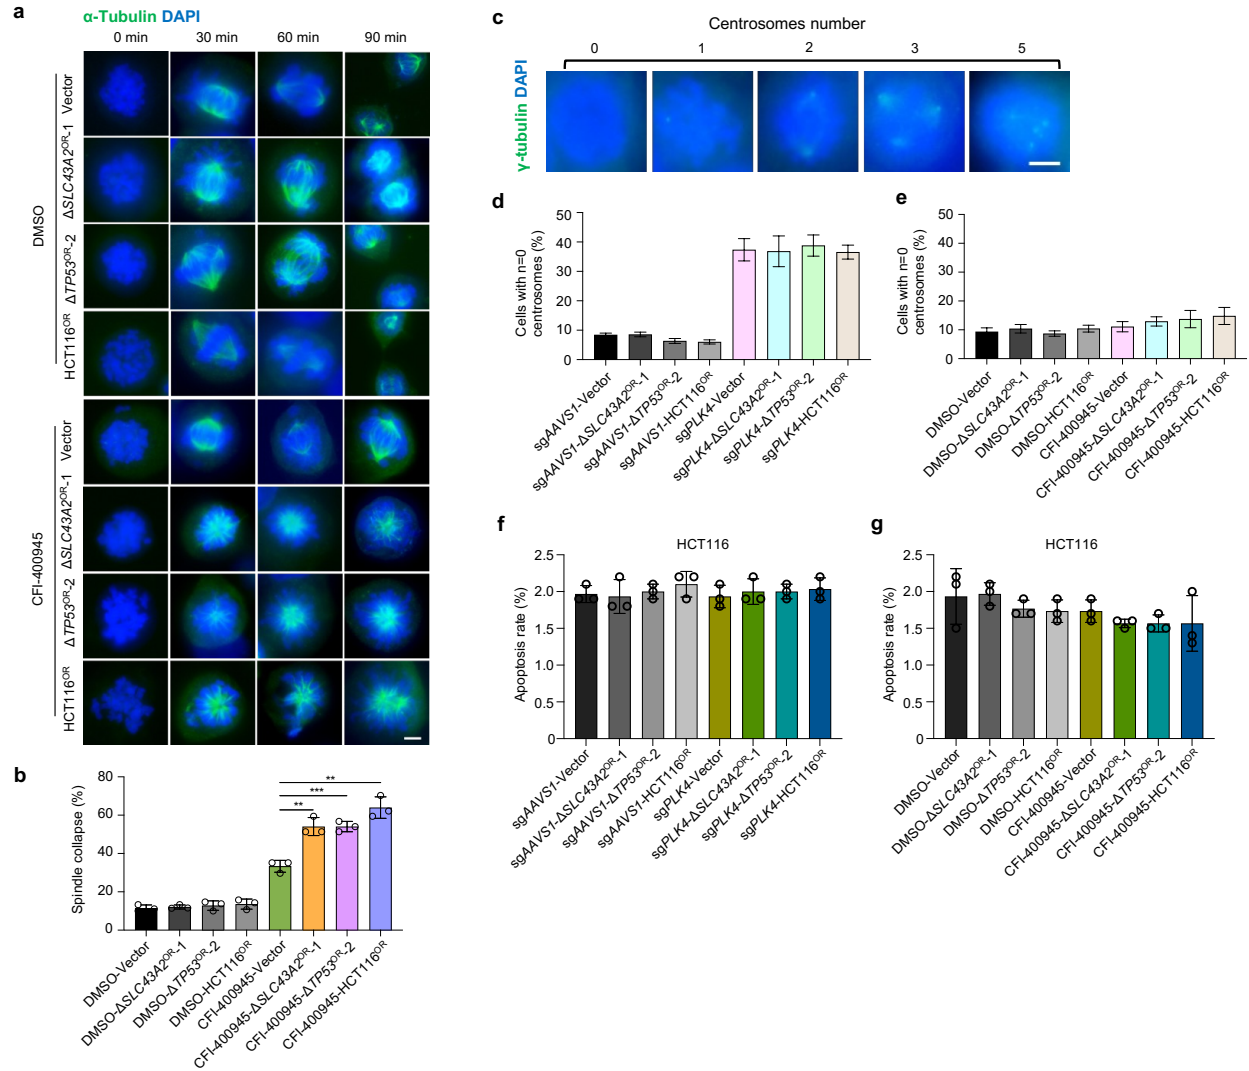 a
α-Tubulin DAPI
0 min 30 min 60 min 90 min
DMSO
Vector
ΔSLC43A2ᴼᴿ-1
ΔTP53ᴼᴿ-2
HCT116ᴼᴿ
CFI-400945
Vector
ΔSLC43A2ᴼᴿ-1
ΔTP53ᴼᴿ-2
HCT116ᴼᴿ
b
Spindle collapse (%)
80
60
40
20
0
**
***
**
DMSO-Vector
DMSO-ΔSLC43A2ᴼᴿ-1
DMSO-ΔTP53ᴼᴿ-2
DMSO-HCT116ᴼᴿ
CFI-400945-Vector
CFI-400945-ΔSLC43A2ᴼᴿ-1
CFI-400945-ΔTP53ᴼᴿ-2
CFI-400945-HCT116ᴼᴿ
c
Centrosomes number
0 1 2 3 5
γ-tubulin DAPI
d
Cells with n=0
centrosomes (%)
50
40
30
20
10
0
sgAAVS1-Vector
sgAAVS1-ΔSLC43A2ᴼᴿ-1
sgAAVS1-ΔTP53ᴼᴿ-2
sgAAVS1-HCT116ᴼᴿ
sgPLK4-Vector
sgPLK4-ΔSLC43A2ᴼᴿ-1
sgPLK4-ΔTP53ᴼᴿ-2
sgPLK4-HCT116ᴼᴿ
e
Cells with n=0
centrosomes (%)
50
40
30
20
10
0
DMSO-Vector
DMSO-ΔSLC43A2ᴼᴿ-1
DMSO-ΔTP53ᴼᴿ-2
DMSO-HCT116ᴼᴿ
CFI-400945-Vector
CFI-400945-ΔSLC43A2ᴼᴿ-1
CFI-400945-ΔTP53ᴼᴿ-2
CFI-400945-HCT116ᴼᴿ
f
HCT116
Apoptosis rate (%)
2.5
2.0
1.5
1.0
0.5
0
sgAAVS1-Vector
sgAAVS1-ΔSLC43A2ᴼᴿ-1
sgAAVS1-ΔTP53ᴼᴿ-2
sgAAVS1-HCT116ᴼᴿ
sgPLK4-Vector
sgPLK4-ΔSLC43A2ᴼᴿ-1
sgPLK4-ΔTP53ᴼᴿ-2
sgPLK4-HCT116ᴼᴿ
g
HCT116
Apoptosis rate (%)
2.5
2.0
1.5
1.0
0.5
0
DMSO-Vector
DMSO-ΔSLC43A2ᴼᴿ-1
DMSO-ΔTP53ᴼᴿ-2
DMSO-HCT116ᴼᴿ
CFI-400945-Vector
CFI-400945-ΔSLC43A2ᴼᴿ-1
CFI-400945-ΔTP53ᴼᴿ-2
CFI-400945-HCT116ᴼᴿ